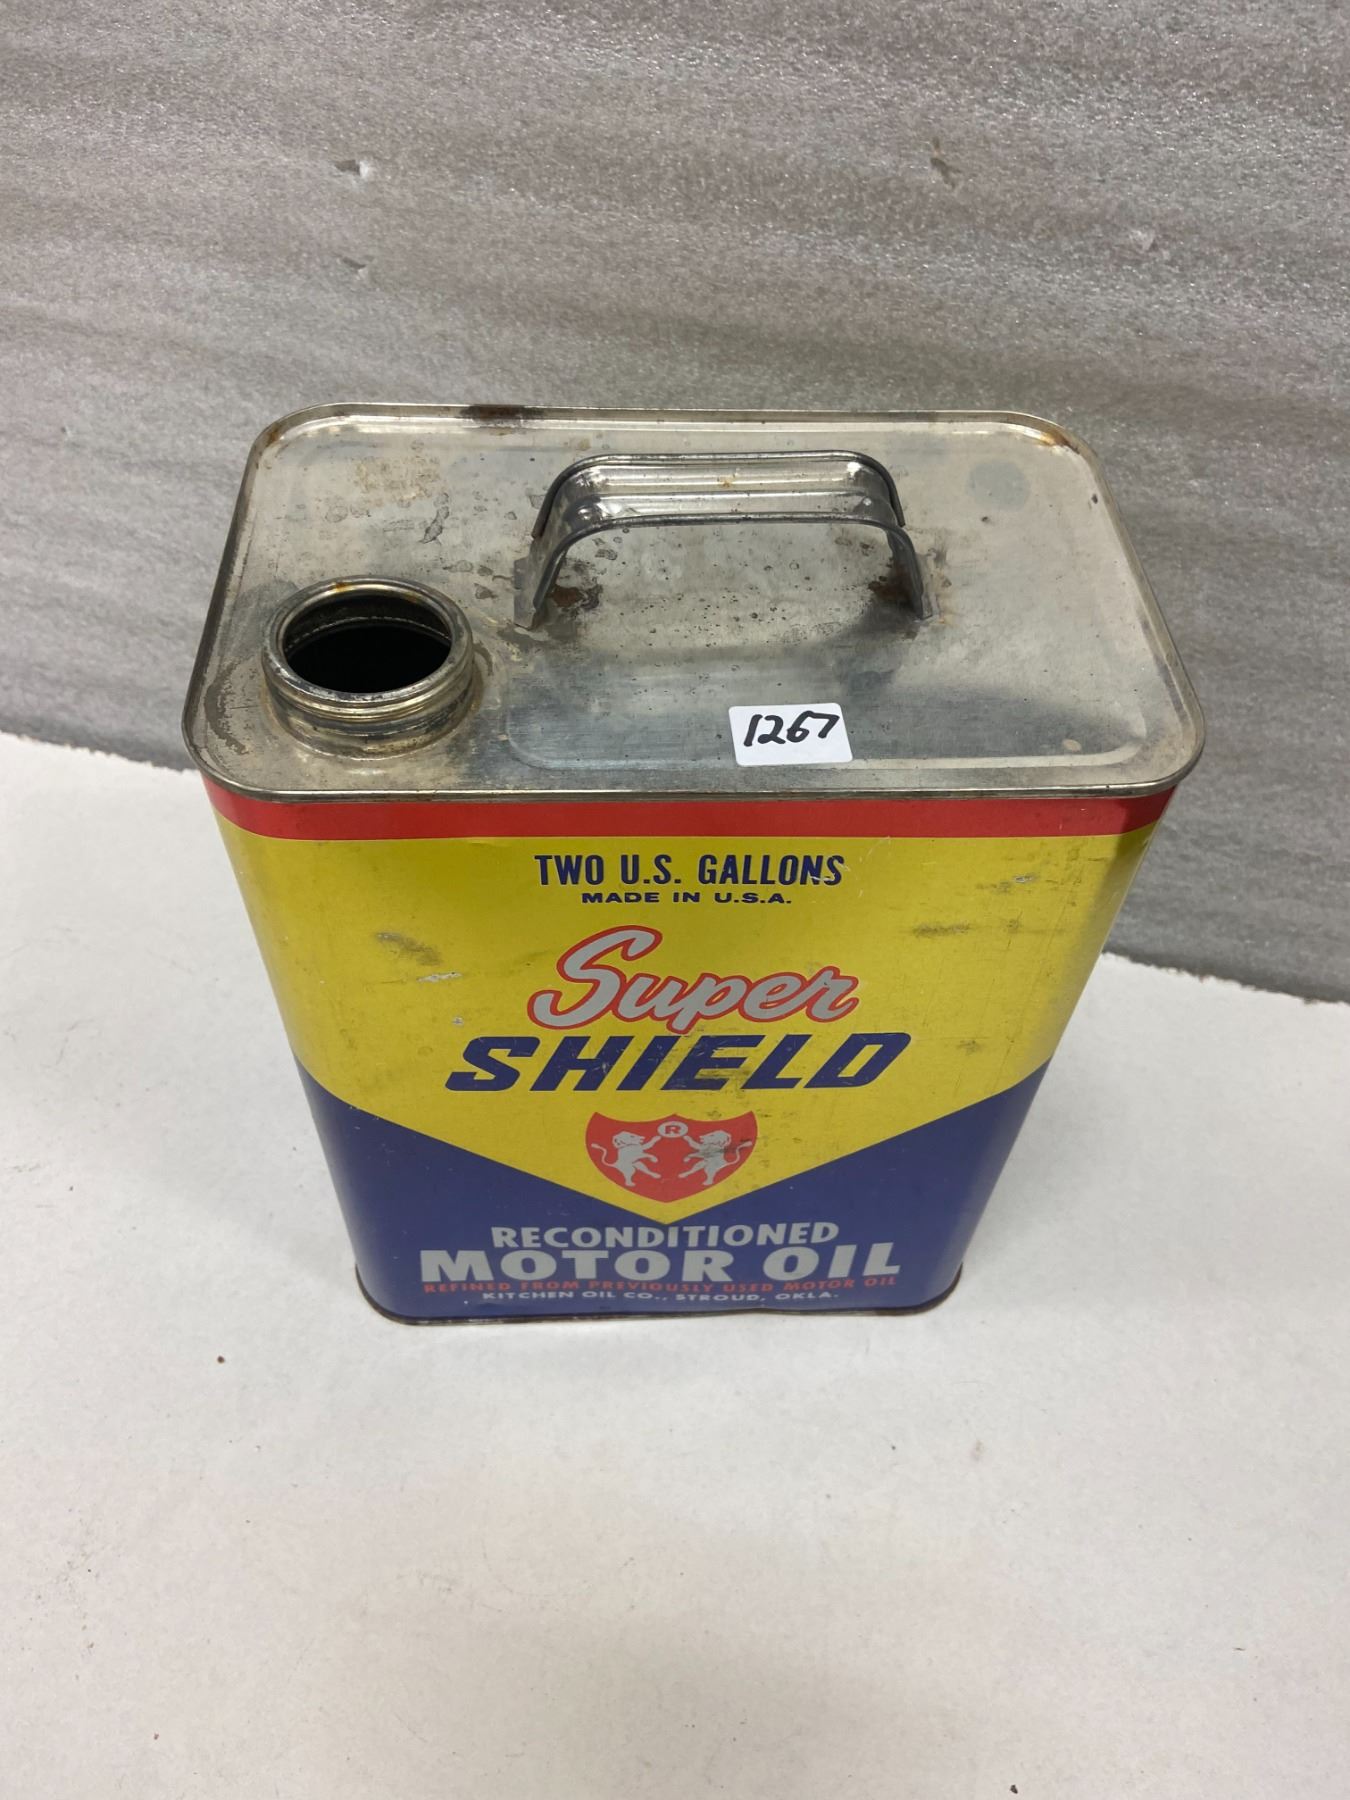 1267
TWO U.S. GALLONS
MADE IN U.S.A.
Super
SHIELD
R
RECONDITIONED
MOTOR OIL
REFINED FROM PREVIOUSLY USED MOTOR OIL
KITCHEN OIL CO., STROUD, OKLA.